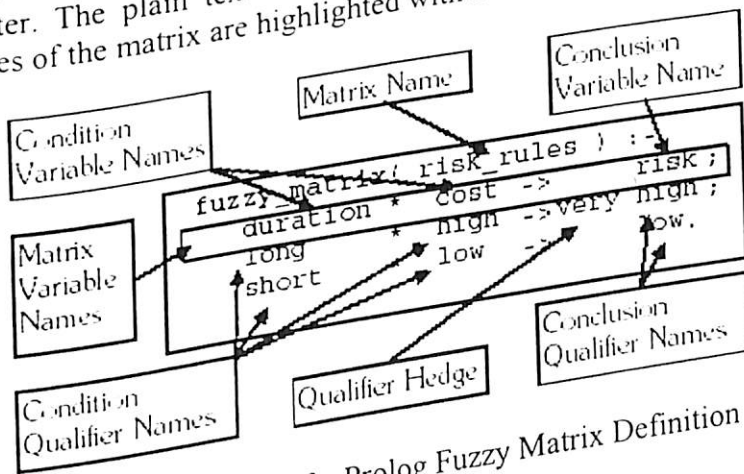 ter. The plain te
es of the matrix are highlighted wit
Matrix Name
Conclusion
Variable Name
Condition
Variable Names
fuzzy_matrix( risk_rules ) :-
duration * cost -> risk ;
long * high -> very high ;
short low -> low.
Matrix
Variable
Names
Condition
Qualifier Names
Qualifier Hedge
Conclusion
Qualifier Names
Prolog Fuzzy Matrix Definition